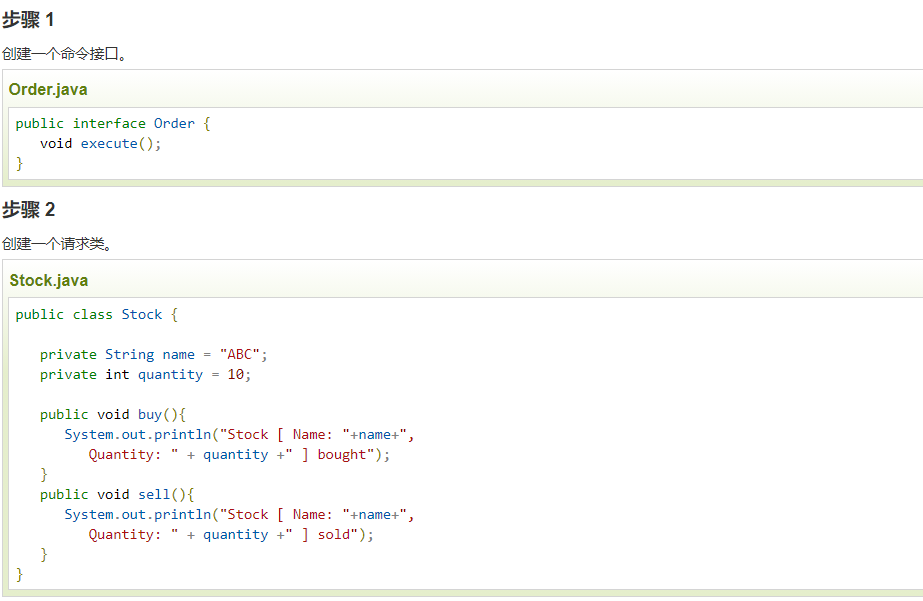 步骤 1
创建一个命令接口。
Order.java
public interface Order {
   void execute();
}
步骤 2
创建一个请求类。
Stock.java
public class Stock {
   private String name = "ABC";
   private int quantity = 10;
   public void buy(){
      System.out.println("Stock [ Name: "+name+",
         Quantity: " + quantity +" ] bought");
   }
   public void sell(){
      System.out.println("Stock [ Name: "+name+",
         Quantity: " + quantity +" ] sold");
   }
}